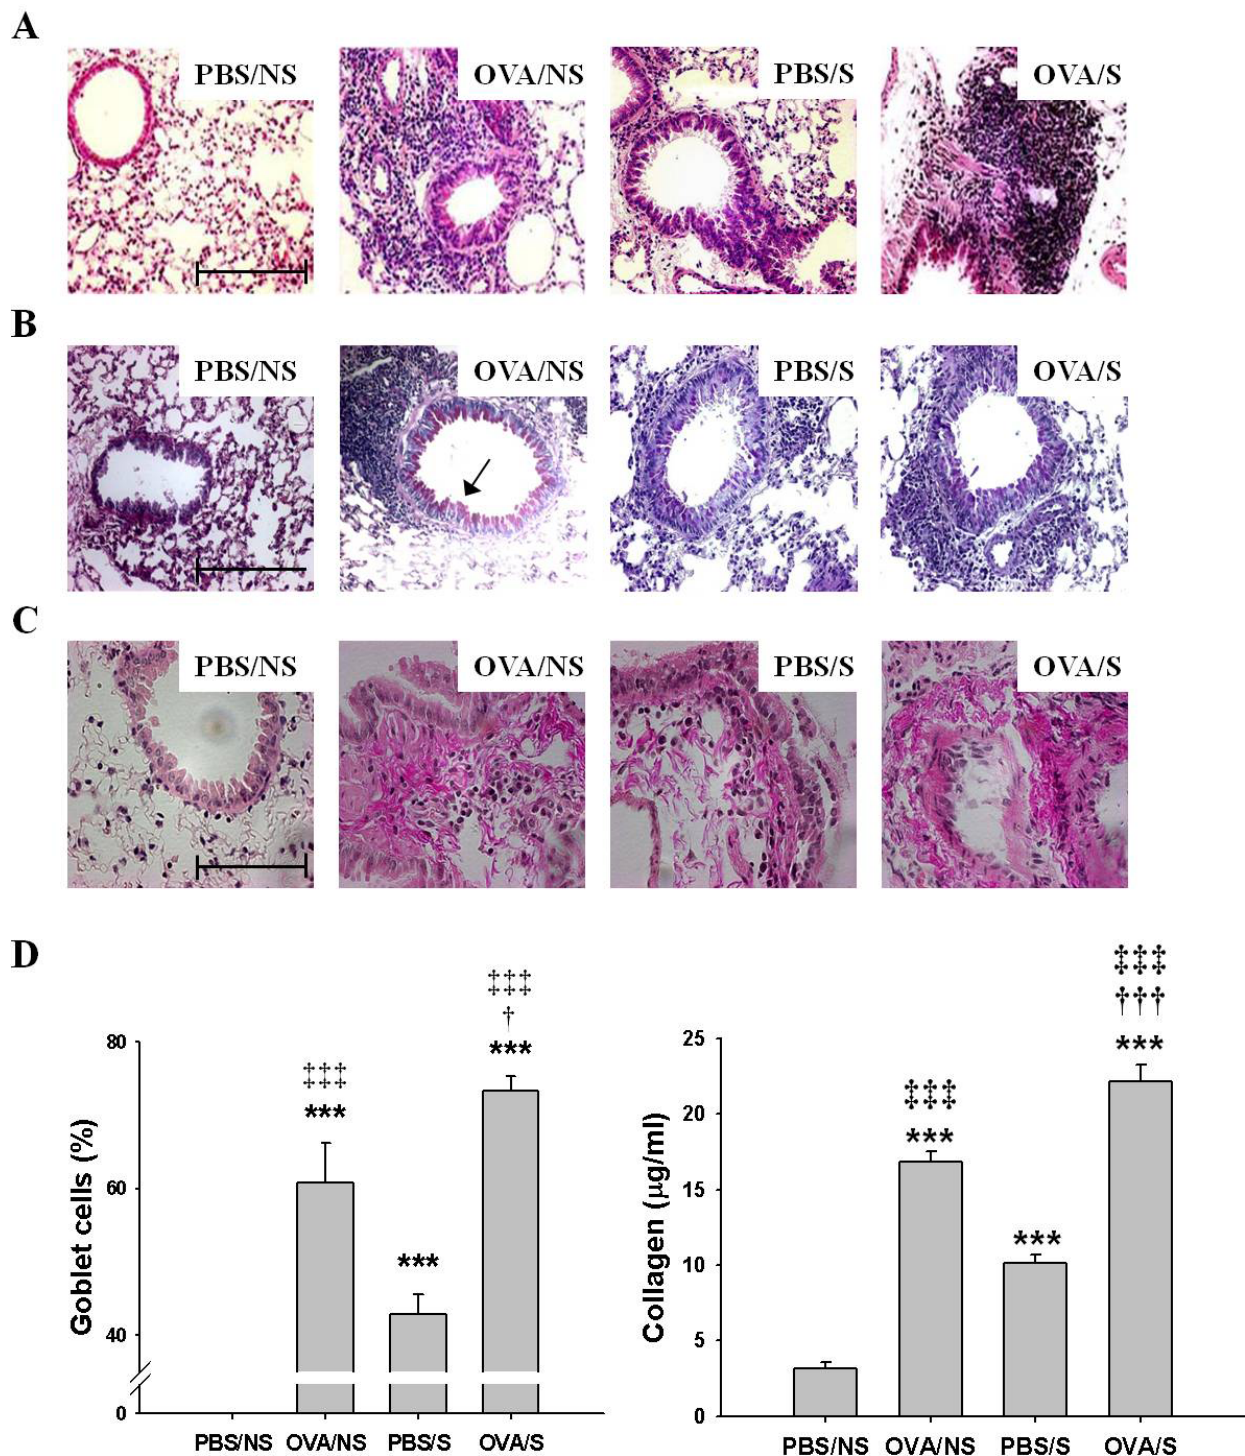 A
PBS/NS OVA/NS PBS/S OVA/S
B
PBS/NS OVA/NS PBS/S OVA/S
C
PBS/NS OVA/NS PBS/S OVA/S
D
Goblet cells (%)
80
60
40
0
‡‡‡
***
***
‡‡‡
†
***
PBS/NS OVA/NS PBS/S OVA/S
Collagen (µg/ml)
25
20
15
10
5
0
‡‡‡
***
***
‡‡‡
†††
***
PBS/NS OVA/NS PBS/S OVA/S